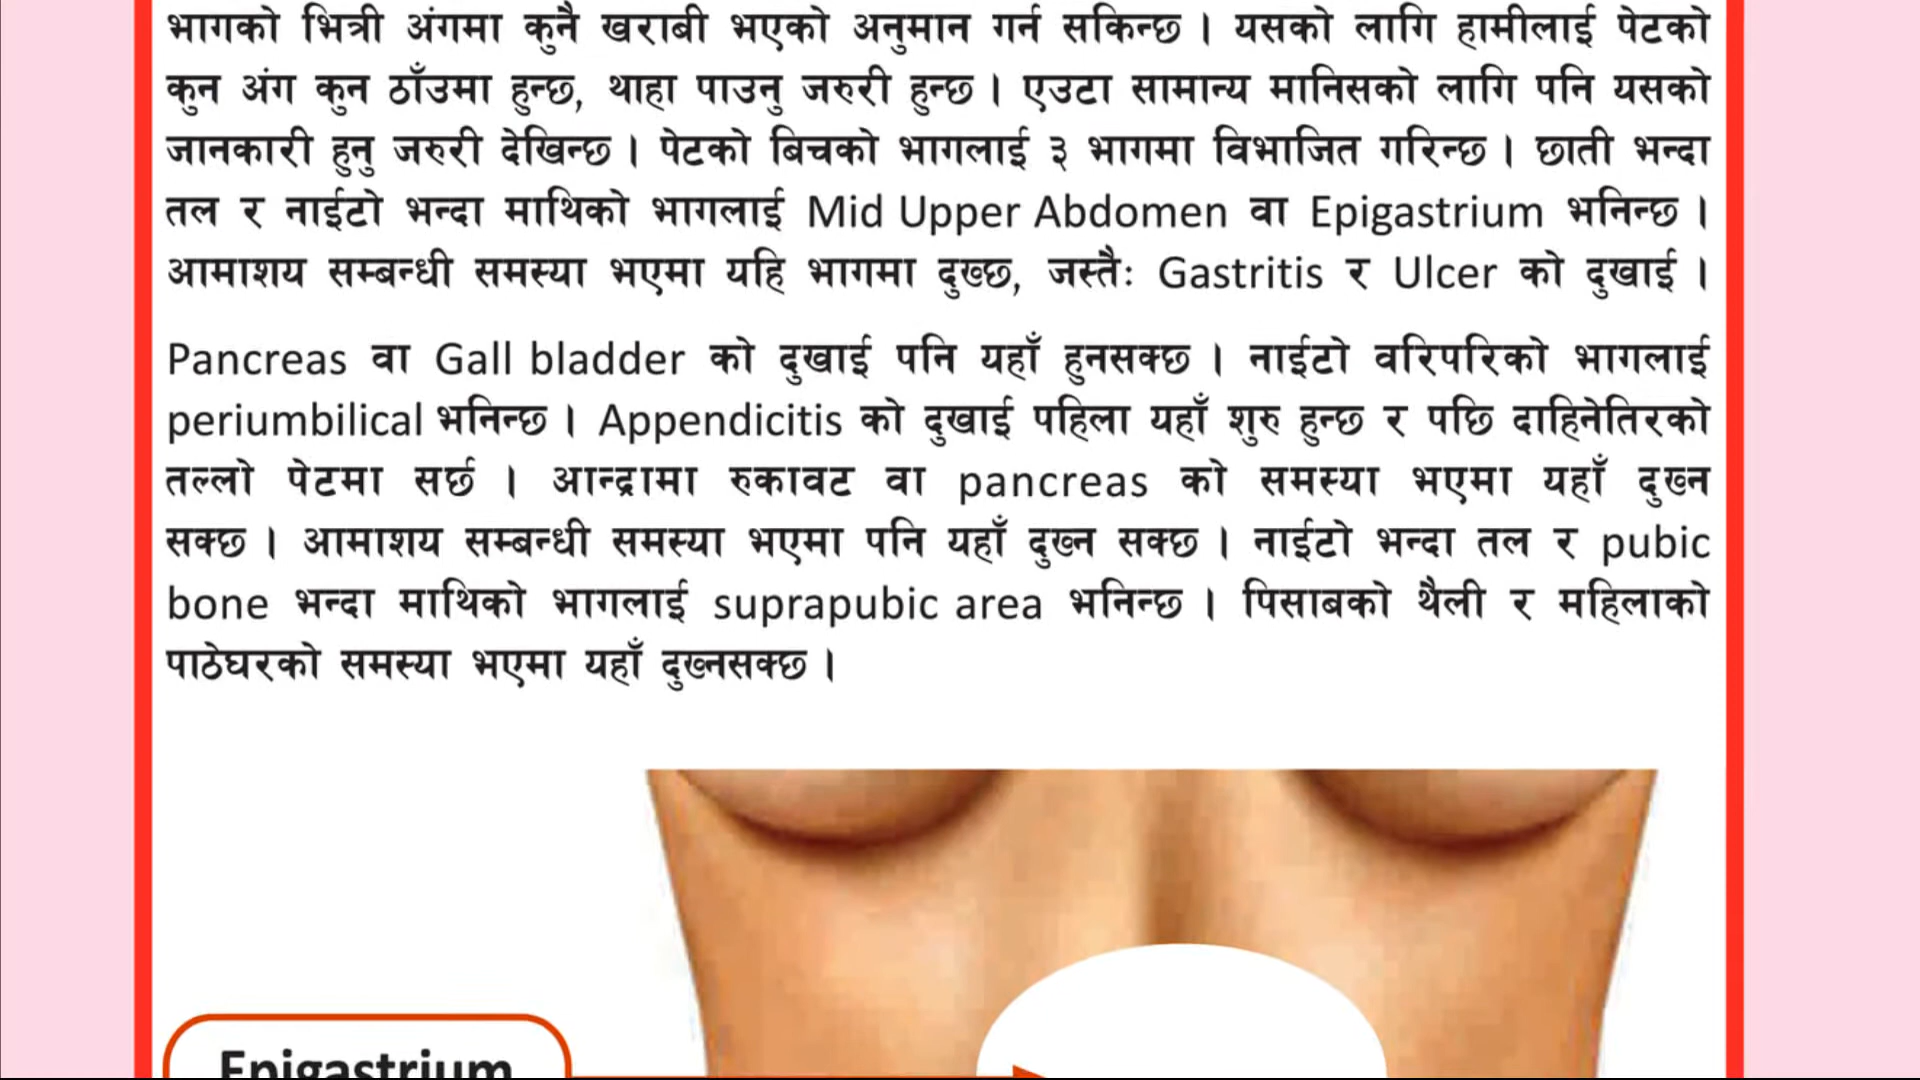 भागको भित्री अंगमा कुनै खराबी भएको अनुमान गर्न सकिन्छ । यसको लागि हामीलाई पेटको
कुन अंग कुन ठाँउमा हुन्छ, थाहा पाउनु जरुरी हुन्छ । एउटा सामान्य मानिसको लागि पनि यसको
जानकारी हुनु जरुरी देखिन्छ । पेटको बिचको भागलाई ३ भागमा विभाजित गरिन्छ । छाती भन्दा
तल र नाईटो भन्दा माथिको भागलाई Mid Upper Abdomen वा Epigastrium भनिन्छ ।
आमाशय सम्बन्धी समस्या भएमा यहि भागमा दुख्छ, जस्तैः Gastritis र Ulcer को दुखाई ।
Pancreas वा Gall bladder को दुखाई पनि यहाँ हुनसक्छ । नाईटो वरिपरिको भागलाई
periumbilical भनिन्छ । Appendicitis को दुखाई पहिला यहाँ शुरु हुन्छ र पछि दाहिनेतिरको
तल्लो पेटमा सर्छ । आन्द्रामा रुकावट वा pancreas को समस्या भएमा यहाँ दुख्न
सक्छ । आमाशय सम्बन्धी समस्या भएमा पनि यहाँ दुख्न सक्छ । नाईटो भन्दा तल र pubic
bone भन्दा माथिको भागलाई suprapubic area भनिन्छ । पिसाबको थैली र महिलाको
पाठेघरको समस्या भएमा यहाँ दुख्नसक्छ ।
Epigastrium